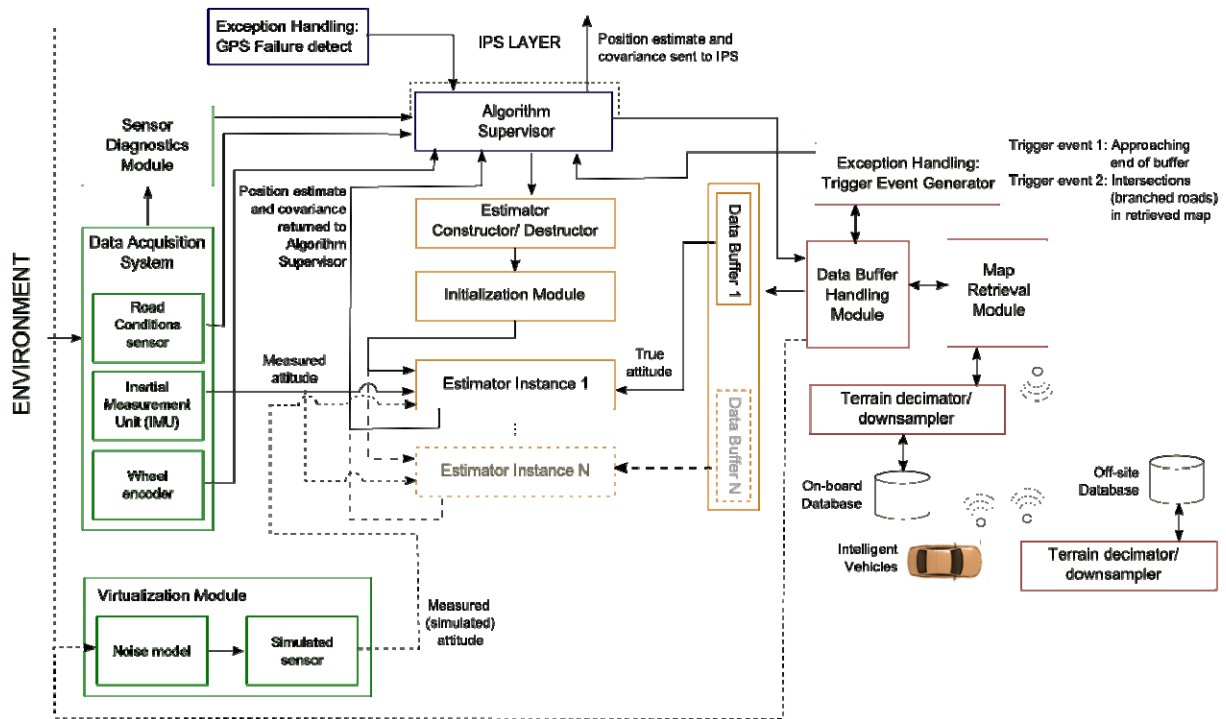 Exception Handling:
GPS Failure detect
IPS LAYER
Position estimate and
covariance sent to IPS
Algorithm
Supervisor
Sensor
Diagnostics
Module
Position estimate
and covariance
returned to
Algorithm
Supervisor
Estimator
Constructor/ Destructor
Initialization Module
Exception Handling:
Trigger Event Generator
Trigger event 1: Approaching
end of buffer
Trigger event 2: Intersections
(branched roads)
in retrieved map
ENVIRONMENT
Data Acquisition
System
Road
Conditions
sensor
Inertial
Measurement
Unit (IMU)
Wheel
encoder
Measured
attitude
Estimator Instance 1
⋮
Estimator Instance N
True
attitude
Data Buffer 1
Data Buffer N
Data Buffer
Handling
Module
Map
Retrieval
Module
Terrain decimator/
downsampler
On-board
Database
Off-site
Database
Intelligent
Vehicles
Terrain decimator/
downsampler
Virtualization Module
Noise model
Simulated
sensor
Measured
(simulated)
attitude